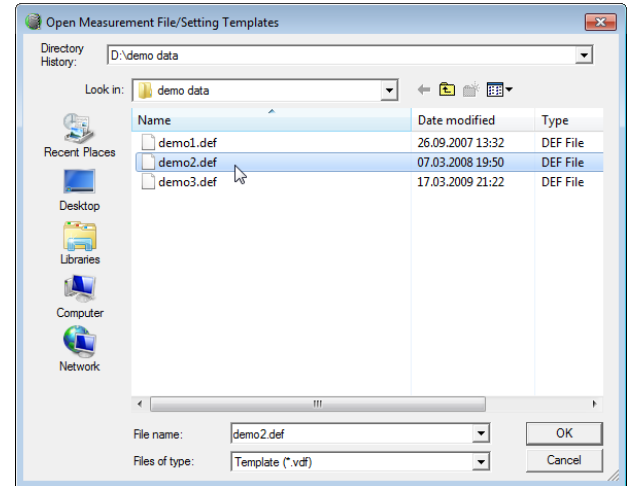 Open Measurement File/Setting Templates
Directory History: D:\demo data
Look in: demo data
Name Date modified Type
demo1.def 26.09.2007 13:32 DEF File
demo2.def 07.03.2008 19:50 DEF File
demo3.def 17.03.2009 21:22 DEF File
Recent Places
Desktop
Libraries
Computer
Network
File name: demo2.def OK
Files of type: Template (*.vdf) Cancel